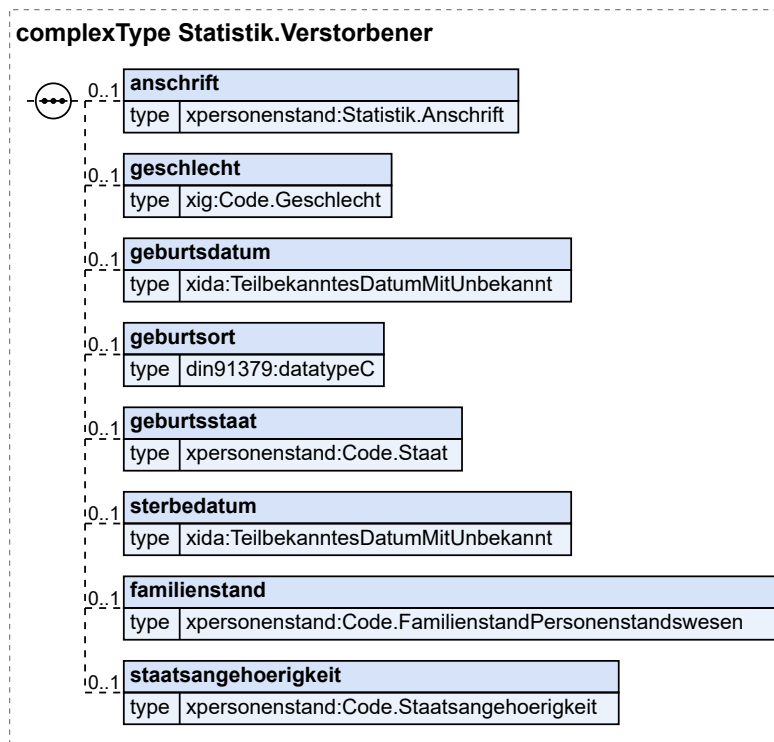 complexType Statistik.Verstorbener
0..1 anschrift
type xpersonenstand:Statistik.Anschrift
0..1 geschlecht
type xig:Code.Geschlecht
0..1 geburtsdatum
type xida:TeilbekanntesDatumMitUnbekannt
0..1 geburtsort
type din91379:datatypeC
0..1 geburtsstaat
type xpersonenstand:Code.Staat
0..1 sterbedatum
type xida:TeilbekanntesDatumMitUnbekannt
0..1 familienstand
type xpersonenstand:Code.FamilienstandPersonenstandswesen
0..1 staatsangehoerigkeit
type xpersonenstand:Code.Staatsangehoerigkeit